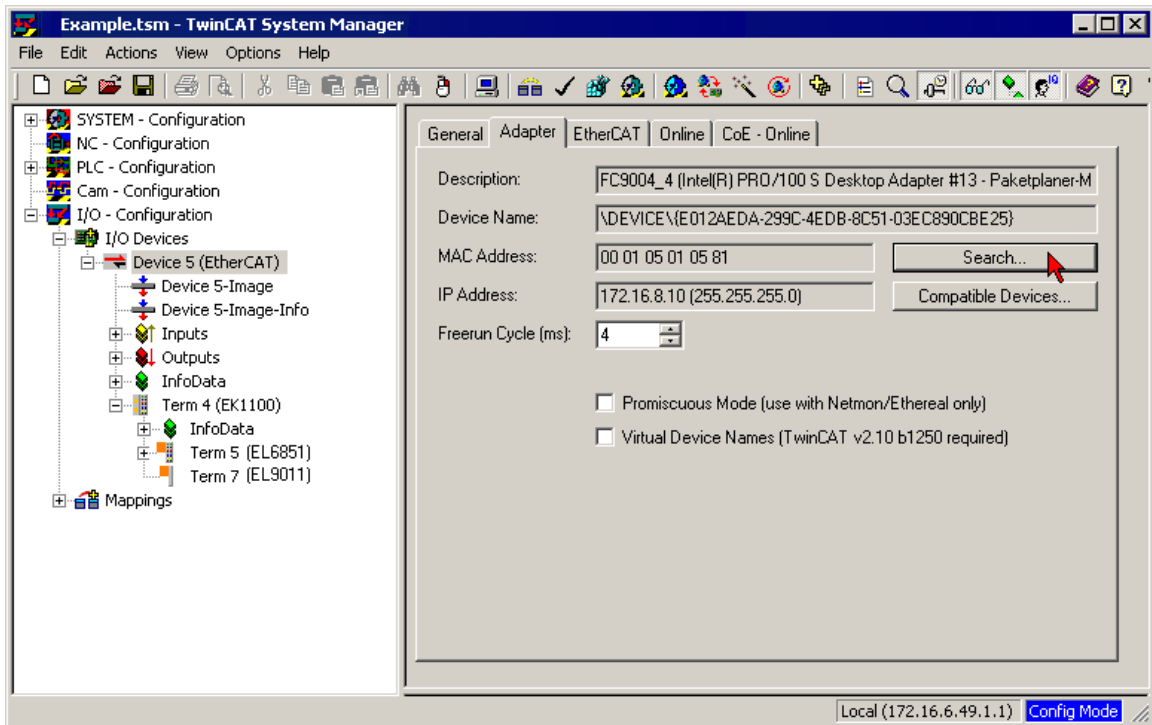 Example.tsm - TwinCAT System Manager
File Edit Actions View Options Help
SYSTEM - Configuration
NC - Configuration
PLC - Configuration
Cam - Configuration
I/O - Configuration
I/O Devices
Device 5 (EtherCAT)
Device 5-Image
Device 5-Image-Info
Inputs
Outputs
InfoData
Term 4 (EK1100)
InfoData
Term 5 (EL6851)
Term 7 (EL9011)
Mappings
General Adapter EtherCAT Online CoE - Online
Description: FC9004_4 (Intel(R) PRO/100 S Desktop Adapter #13 - Paketplaner-M
Device Name: \DEVICE\{E012AEDA-299C-4EDB-8C51-03EC890CBE25}
MAC Address: 00 01 05 01 05 81 Search...
IP Address: 172.16.8.10 (255.255.255.0) Compatible Devices...
Freerun Cycle (ms): 4
Promiscuous Mode (use with Netmon/Ethereal only)
Virtual Device Names (TwinCAT v2.10 b1250 required)
Local (172.16.6.49.1.1) Config Mode